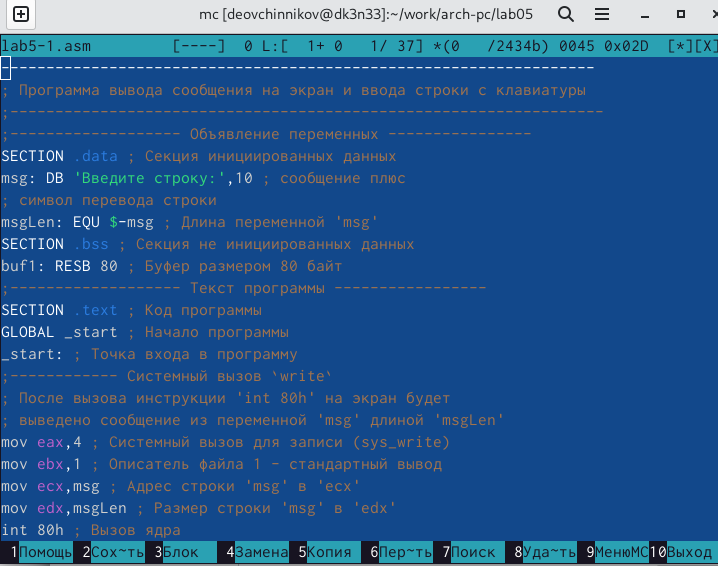 mc [deovchinnikov@dk3n33]:~/work/arch-pc/lab05
lab5-1.asm [----] 0 L:[ 1+ 0 1/ 37] *(0 /2434b) 0045 0x02D [*][X]
------------------------------------------------------------------
; Программа вывода сообщения на экран и ввода строки с клавиатуры
;------------------------------------------------------------------
;------------------- Объявление переменных ----------------
SECTION .data ; Секция инициированных данных
msg: DB 'Введите строку:',10 ; сообщение плюс
; символ перевода строки
msgLen: EQU $-msg ; Длина переменной 'msg'
SECTION .bss ; Секция не инициированных данных
buf1: RESB 80 ; Буфер размером 80 байт
;------------------- Текст программы -----------------
SECTION .text ; Код программы
GLOBAL _start ; Начало программы
_start: ; Точка входа в программу
;------------ Системный вызов `write`
; После вызова инструкции 'int 80h' на экран будет
; выведено сообщение из переменной 'msg' длиной 'msgLen'
mov eax,4 ; Системный вызов для записи (sys_write)
mov ebx,1 ; Описатель файла 1 - стандартный вывод
mov ecx,msg ; Адрес строки 'msg' в 'ecx'
mov edx,msgLen ; Размер строки 'msg' в 'edx'
int 80h ; Вызов ядра
1Помощь 2Сох~ть 3Блок 4Замена 5Копия 6Пер~ть 7Поиск 8Уда~ть 9МенюMC 10Выход